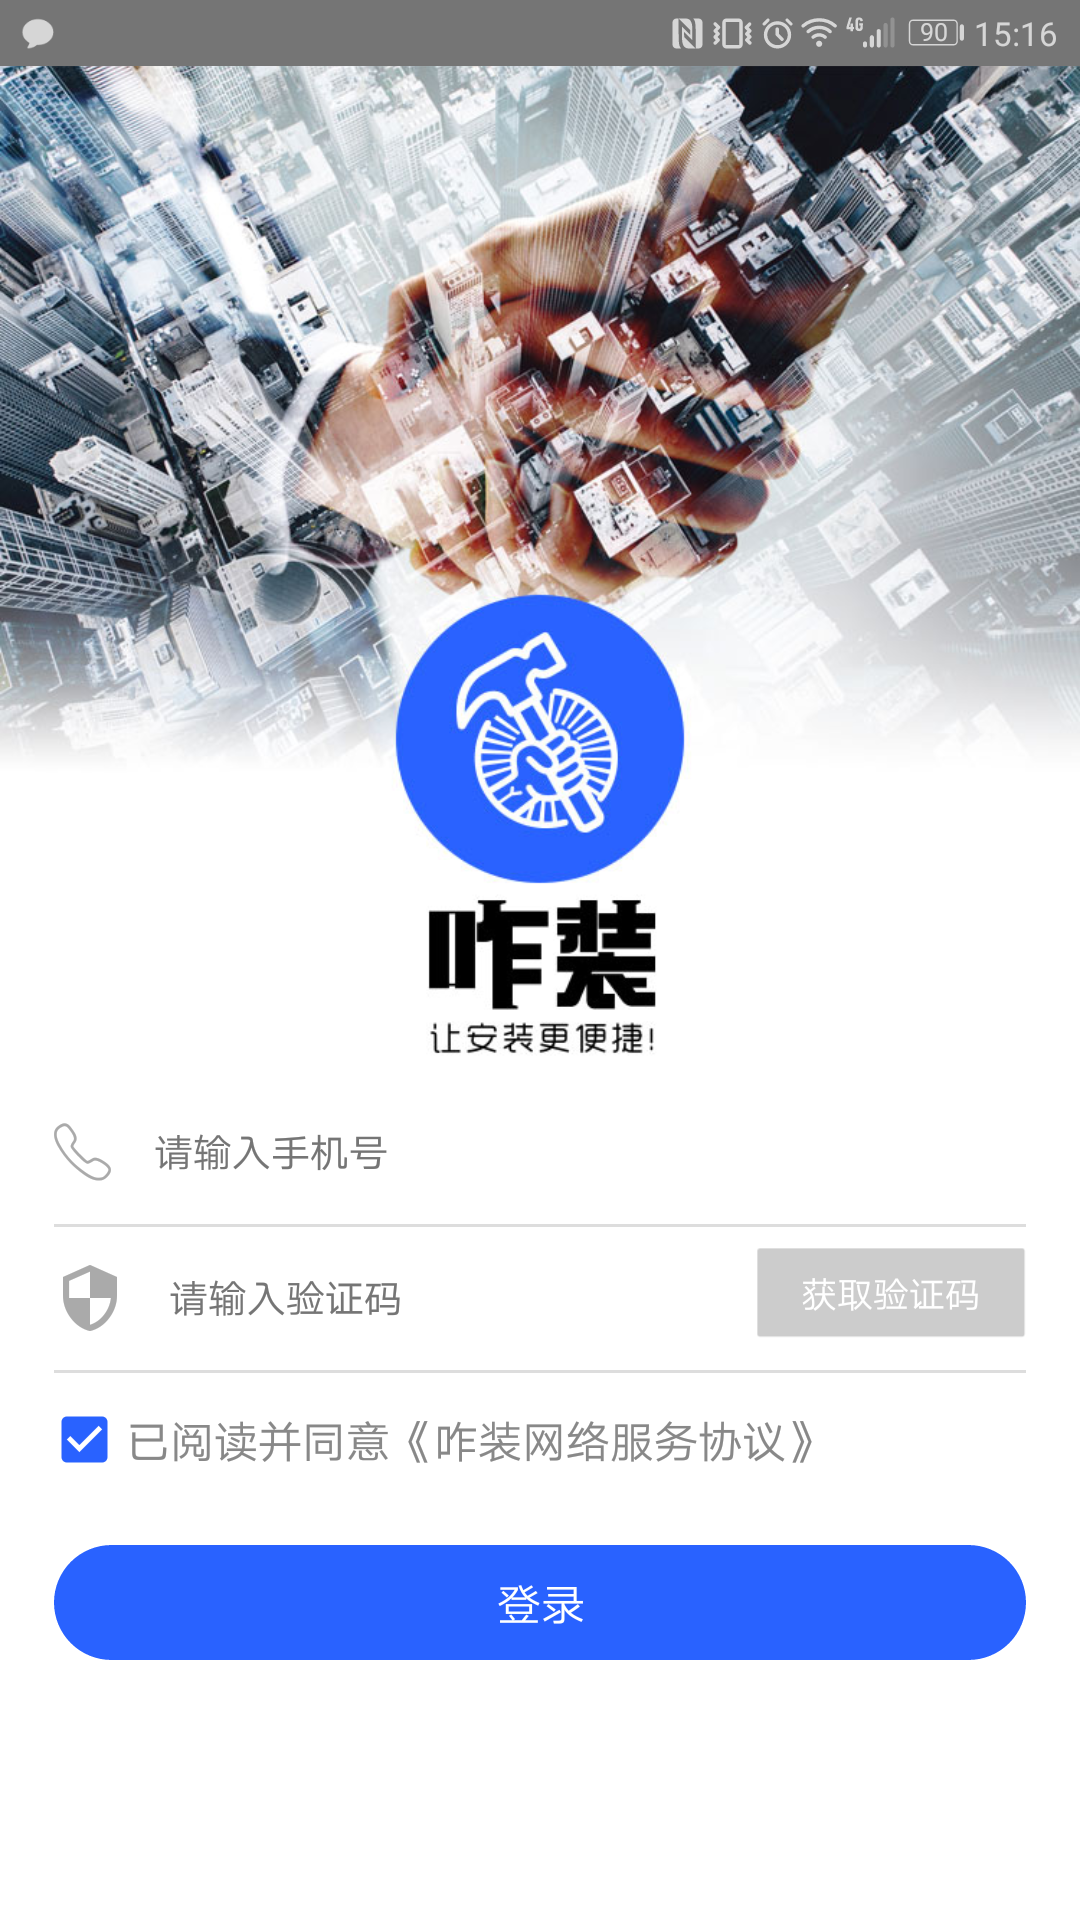 4G 90 15:16
咋装
让安装更便捷!
请输入手机号
请输入验证码 获取验证码
已阅读并同意《咋装网络服务协议》
登录